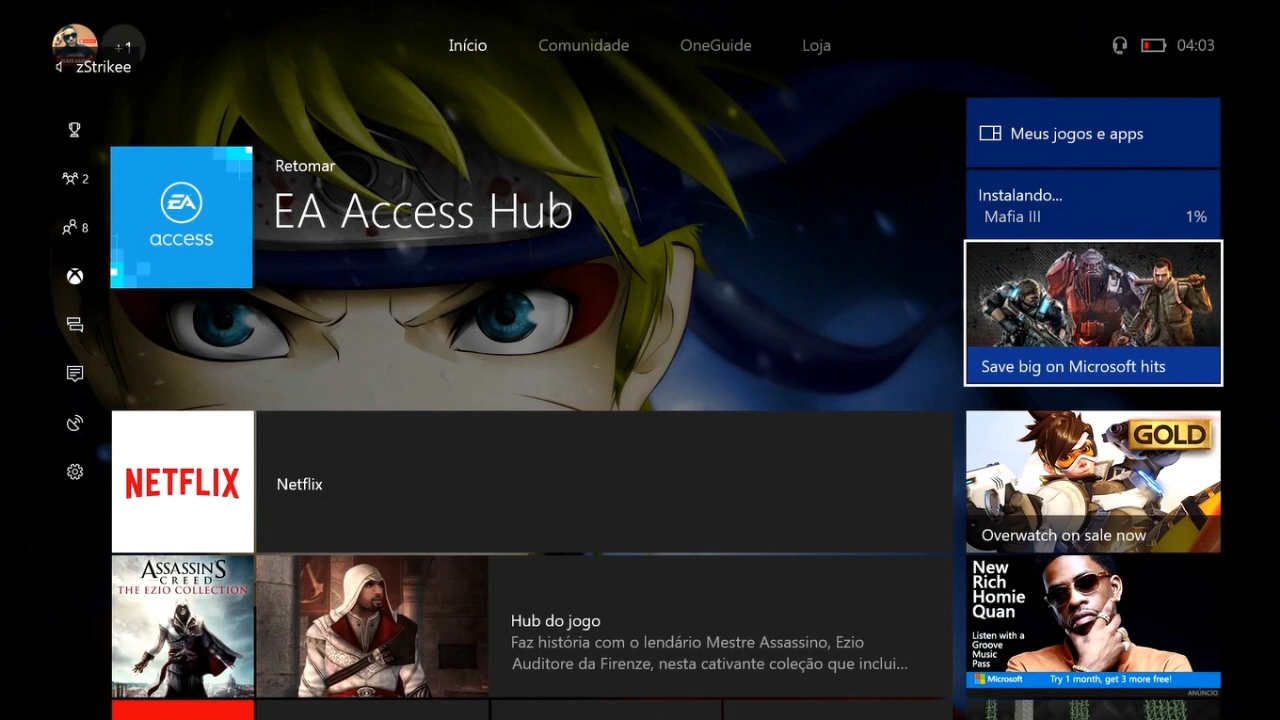 +1
zStrikee
Início
Comunidade
OneGuide
Loja
04:03
2
8
EA
access
Retomar
EA Access Hub
Meus jogos e apps
Instalando...
Mafia III
1%
Save big on Microsoft hits
NETFLIX
Netflix
GOLD
Overwatch on sale now
ASSASSIN'S
CREED
THE EZIO COLLECTION
Hub do jogo
Faz história com o lendário Mestre Assassino, Ezio
Auditore da Firenze, nesta cativante coleção que inclui...
New
Rich
Homie
Quan
Listen with a
Groove
Music
Pass
Microsoft
Try 1 month, get 3 more free!
ANÚNCIO